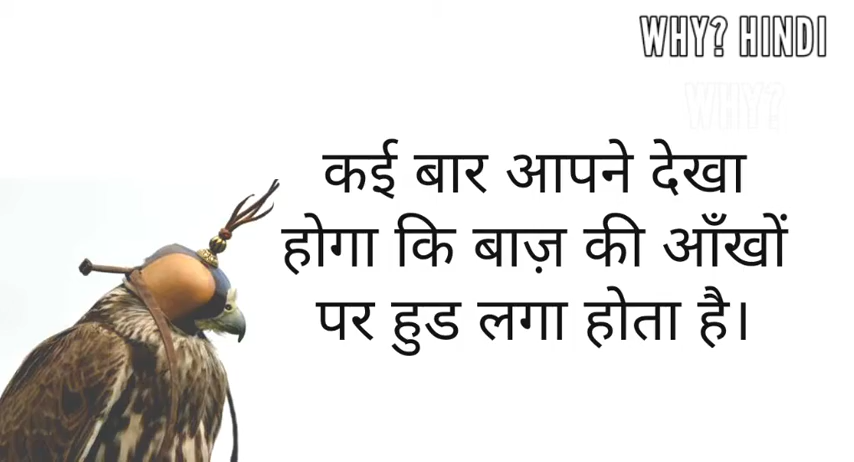 WHY? HINDI
WHY?
कई बार आपने देखा
होगा कि बाज़ की आँखों
पर हुड लगा होता है।